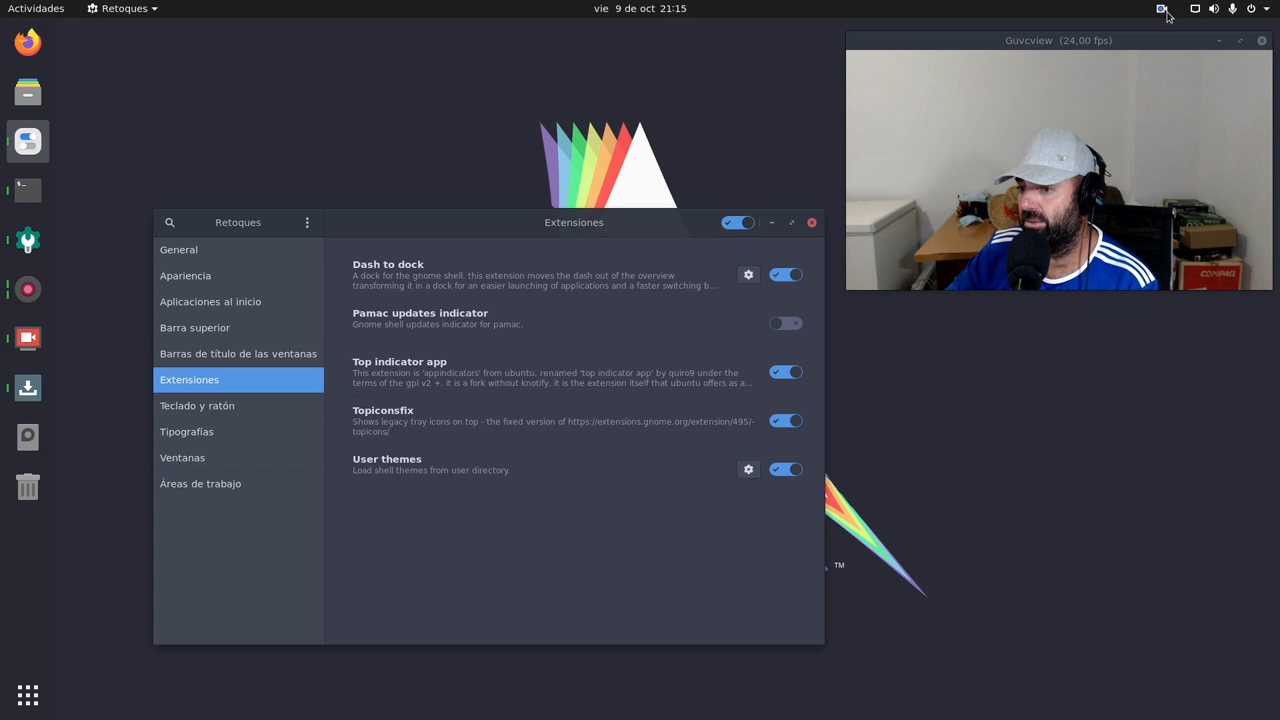 Actividades
Retoques
vie 9 de oct 21:15
Guvcview (24,00 fps)
COMPAQ
Retoques
Extensiones
General
Apariencia
Aplicaciones al inicio
Barra superior
Barras de título de las ventanas
Extensiones
Teclado y ratón
Tipografías
Ventanas
Áreas de trabajo
Dash to dock
A dock for the gnome shell. this extension moves the dash out of the overview
transforming it in a dock for an easier launching of applications and a faster switching b...
Pamac updates indicator
Gnome shell updates indicator for pamac.
Top indicator app
This extension is 'appindicators' from ubuntu, renamed 'top indicator app' by quiro9 under the
terms of the gpl v2 +. it is a fork without knotify, it is the extension itself that ubuntu offers as a...
Topiconsfix
Shows legacy tray icons on top - the fixed version of https://extensions.gnome.org/extension/495/-
topicons/
User themes
Load shell themes from user directory.
TM